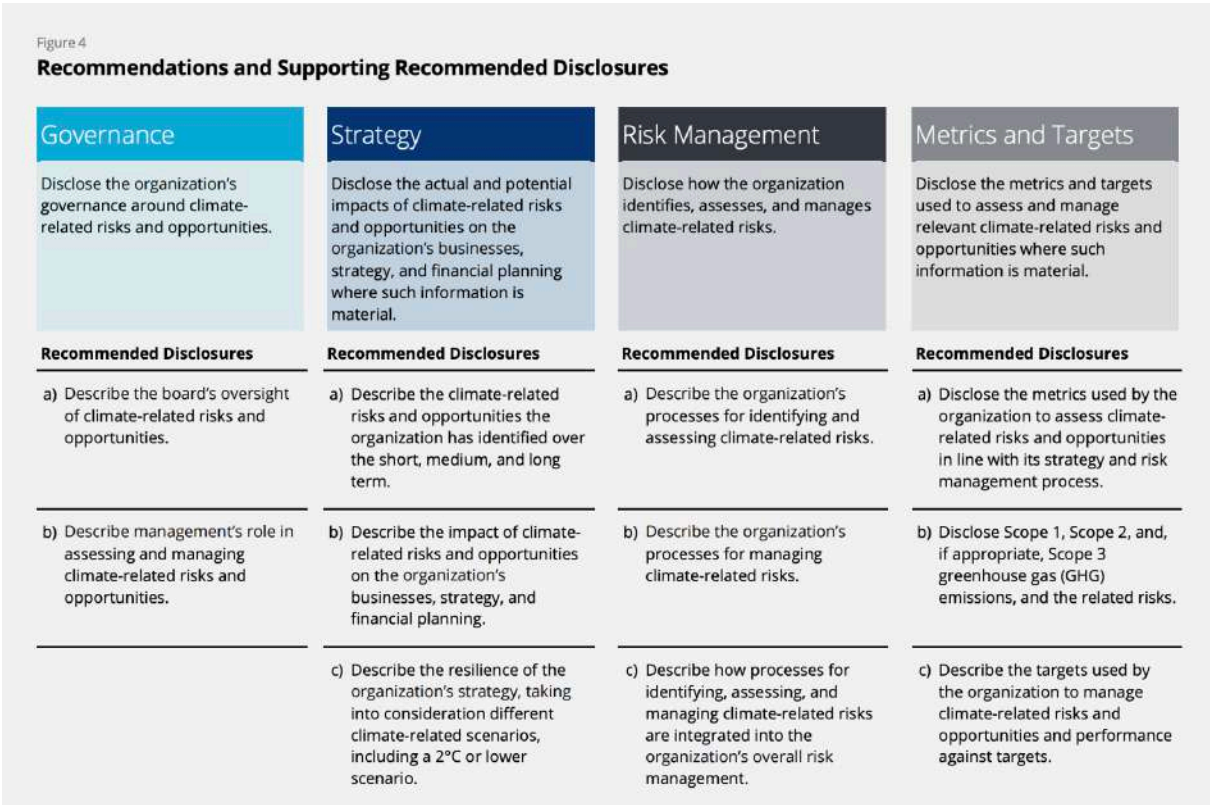 Figure 4
Recommendations and Supporting Recommended Disclosures
Governance
Disclose the organization's
governance around climate-
related risks and opportunities.
Recommended Disclosures
a) Describe the board's oversight
of climate-related risks and
opportunities.
b) Describe management's role in
assessing and managing
climate-related risks and
opportunities.
Strategy
Disclose the actual and potential
impacts of climate-related risks
and opportunities on the
organization's businesses,
strategy, and financial planning
where such information is
material.
Recommended Disclosures
a) Describe the climate-related
risks and opportunities the
organization has identified over
the short, medium, and long
term.
b) Describe the impact of climate-
related risks and opportunities
on the organization's
businesses, strategy, and
financial planning.
c) Describe the resilience of the
organization's strategy, taking
into consideration different
climate-related scenarios,
including a 2°C or lower
scenario.
Risk Management
Disclose how the organization
identifies, assesses, and manages
climate-related risks.
Recommended Disclosures
a) Describe the organization's
processes for identifying and
assessing climate-related risks.
b) Describe the organization's
processes for managing
climate-related risks.
c) Describe how processes for
identifying, assessing, and
managing climate-related risks
are integrated into the
organization's overall risk
management.
Metrics and Targets
Disclose the metrics and targets
used to assess and manage
relevant climate-related risks and
opportunities where such
information is material.
Recommended Disclosures
a) Disclose the metrics used by the
organization to assess climate-
related risks and opportunities
in line with its strategy and risk
management process.
b) Disclose Scope 1, Scope 2, and,
if appropriate, Scope 3
greenhouse gas (GHG)
emissions, and the related risks.
c) Describe the targets used by
the organization to manage
climate-related risks and
opportunities and performance
against targets.